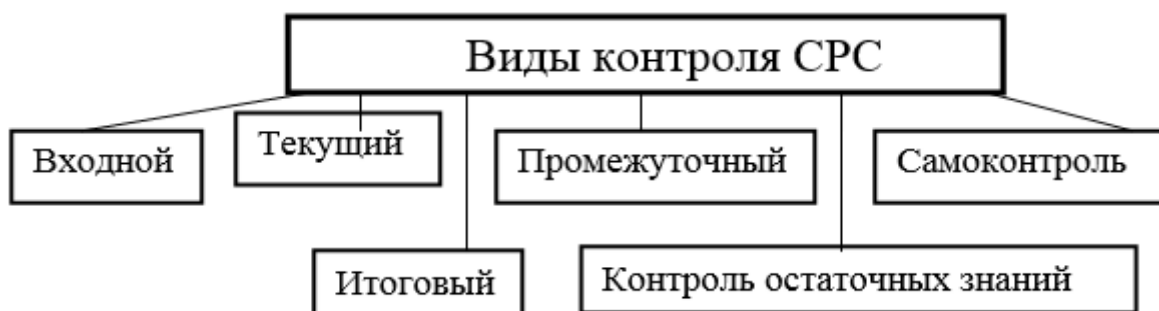 Виды контроля СРС
Входной
Текущий
Промежуточный
Самоконтроль
Итоговый
Контроль остаточных знаний